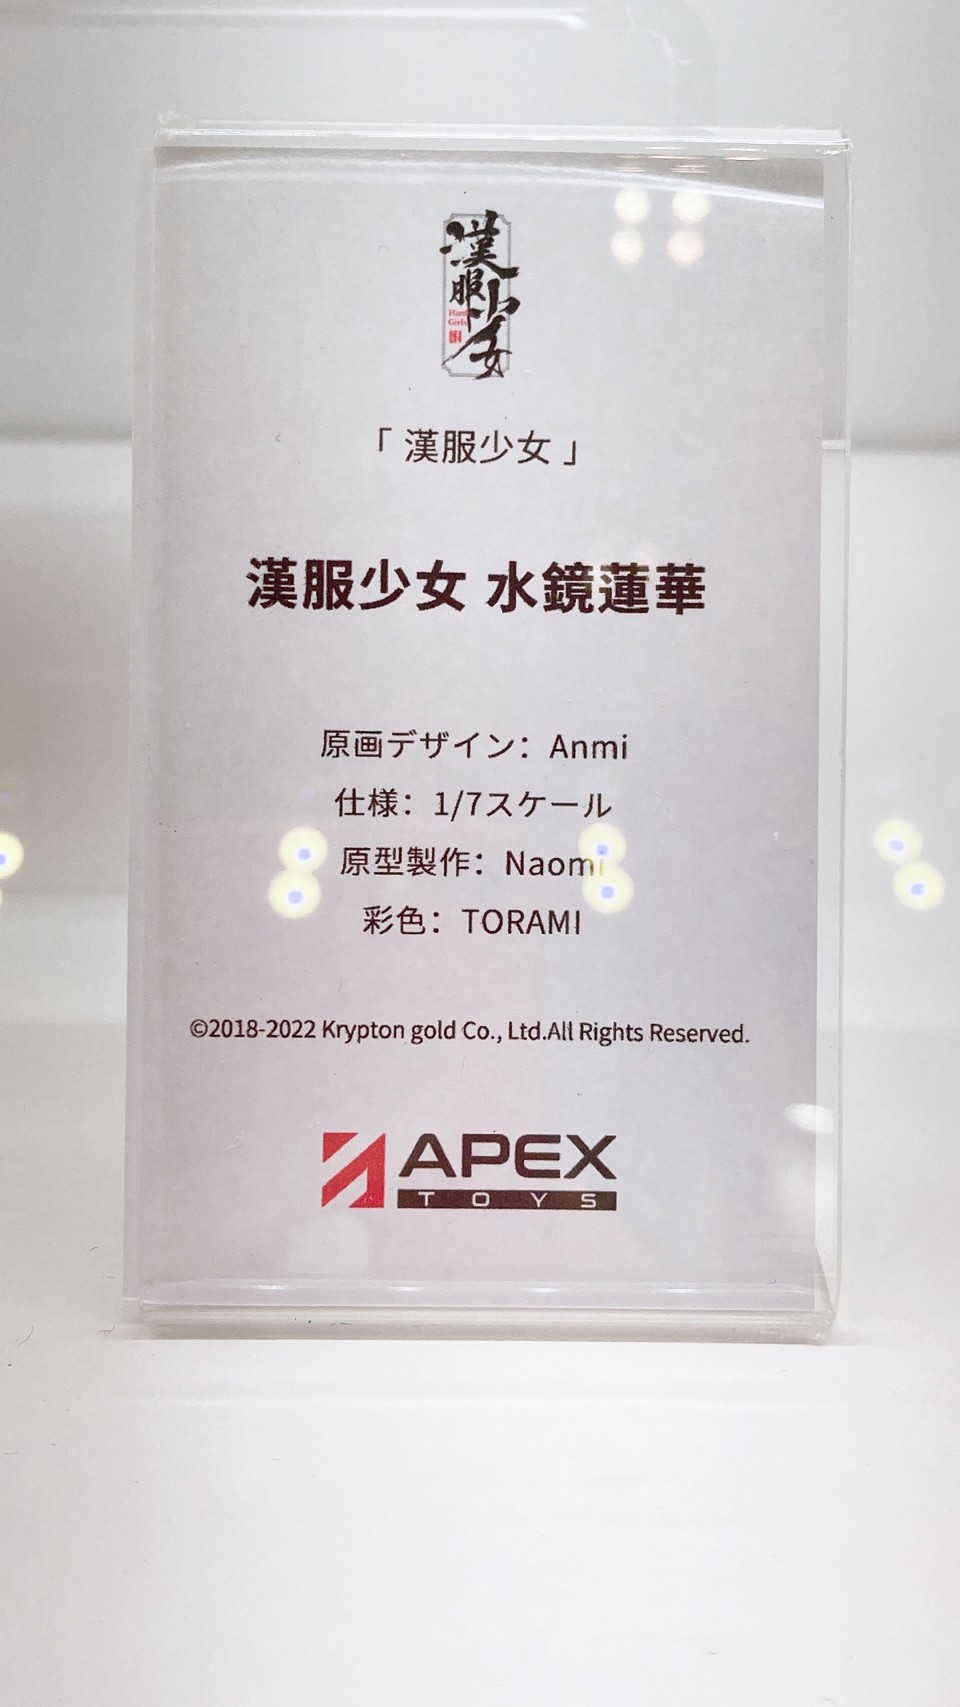 漢服少女
「 漢服少女 」
漢服少女 水鏡蓮華
原画デザイン：Anmi
仕様：1/7スケール
原型製作：Naomi
彩色：TORAMI
©2018-2022 Krypton gold Co., Ltd.All Rights Reserved.
APEX
TOYS